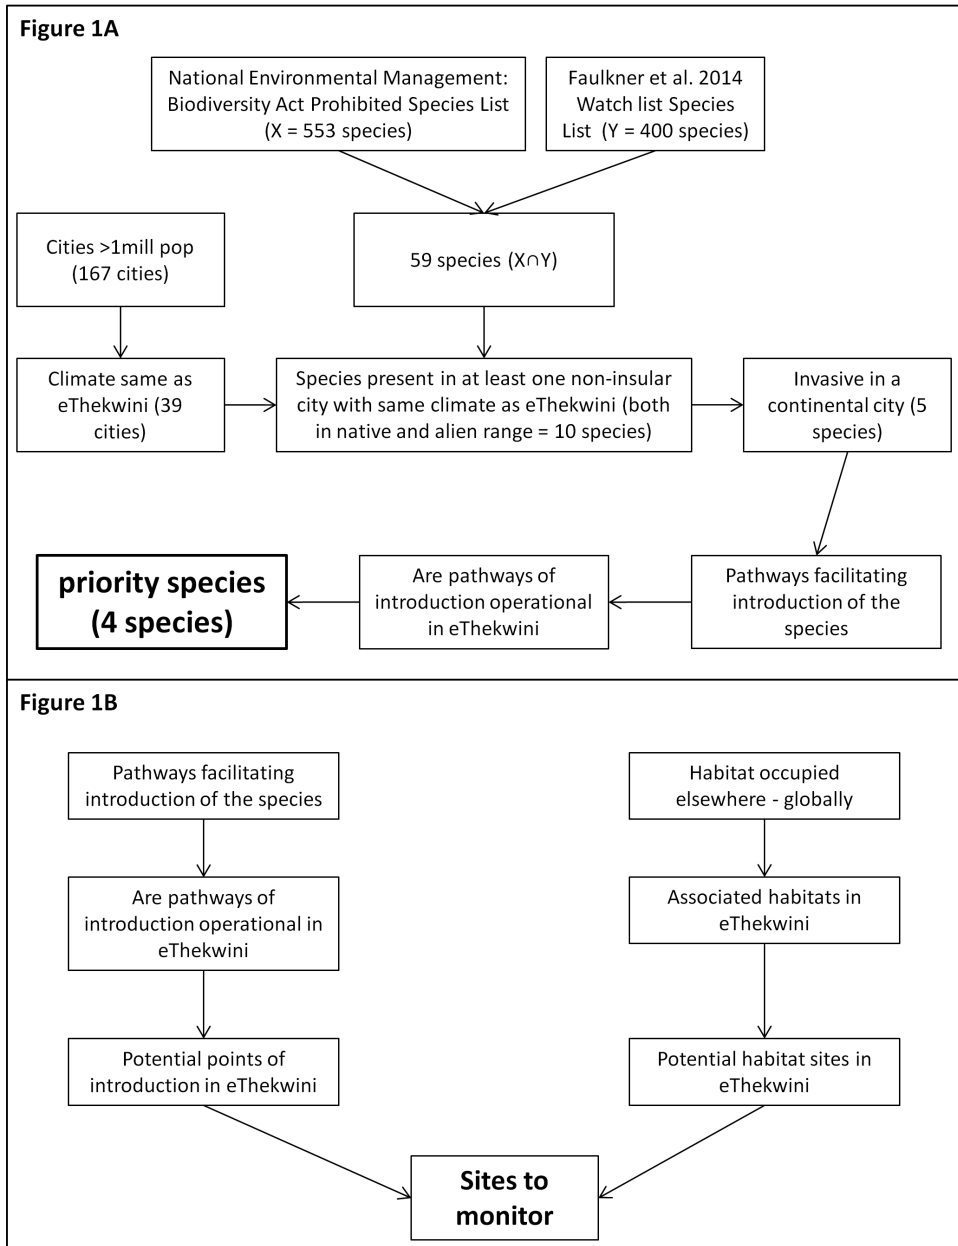 Figure 1A
National Environmental Management:
Biodiversity Act Prohibited Species List
(X = 553 species)
Faulkner et al. 2014
Watch list Species
List (Y = 400 species)
Cities >1mill pop
(167 cities)
59 species (X∩Y)
Climate same as
eThekwini (39
cities)
Species present in at least one non-insular
city with same climate as eThekwini (both
in native and alien range = 10 species)
Invasive in a
continental city (5
species)
priority species
(4 species)
Are pathways of
introduction operational
in eThekwini
Pathways facilitating
introduction of the
species
Figure 1B
Pathways facilitating
introduction of the species
Habitat occupied
elsewhere - globally
Are pathways of
introduction operational in
eThekwini
Associated habitats in
eThekwini
Potential points of
introduction in eThekwini
Potential habitat sites in
eThekwini
Sites to
monitor